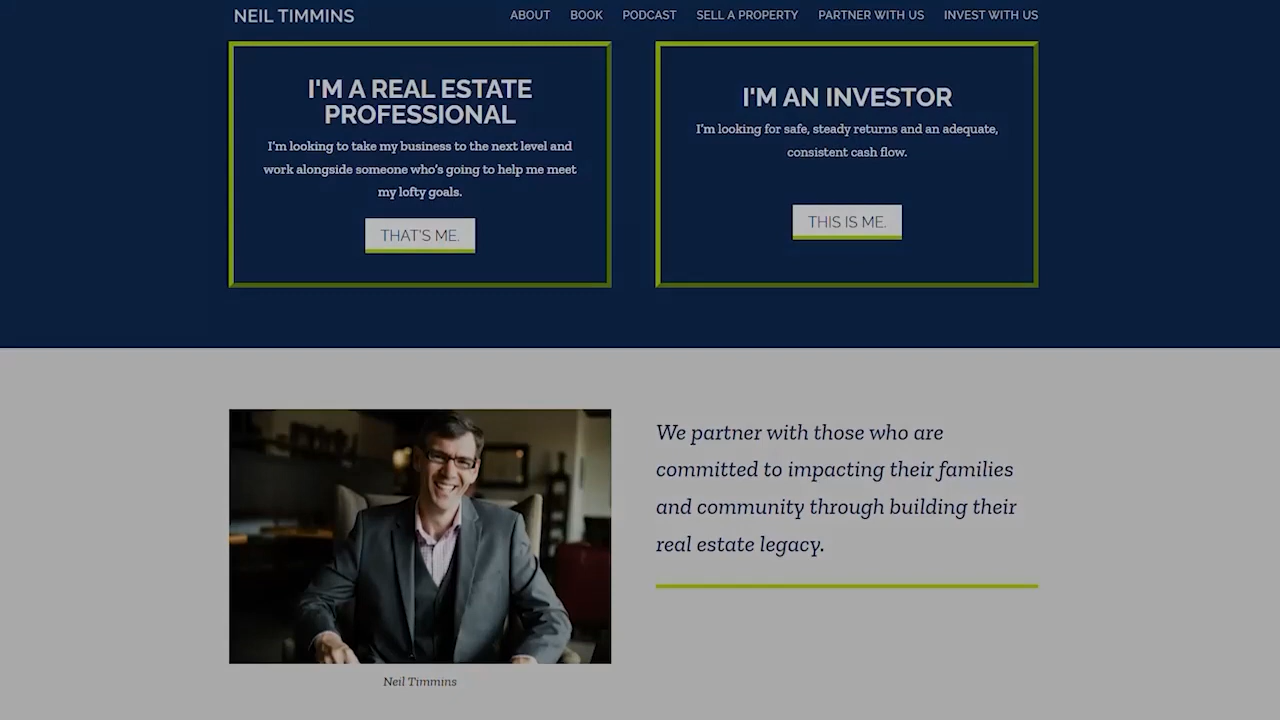 NEIL TIMMINS
ABOUT BOOK PODCAST SELL A PROPERTY PARTNER WITH US INVEST WITH US
I'M A REAL ESTATE
PROFESSIONAL
I'm looking to take my business to the next level and
work alongside someone who's going to help me meet
my lofty goals.
THAT'S ME.
I'M AN INVESTOR
I'm looking for safe, steady returns and an adequate,
consistent cash flow.
THIS IS ME.
Neil Timmins
We partner with those who are
committed to impacting their families
and community through building their
real estate legacy.